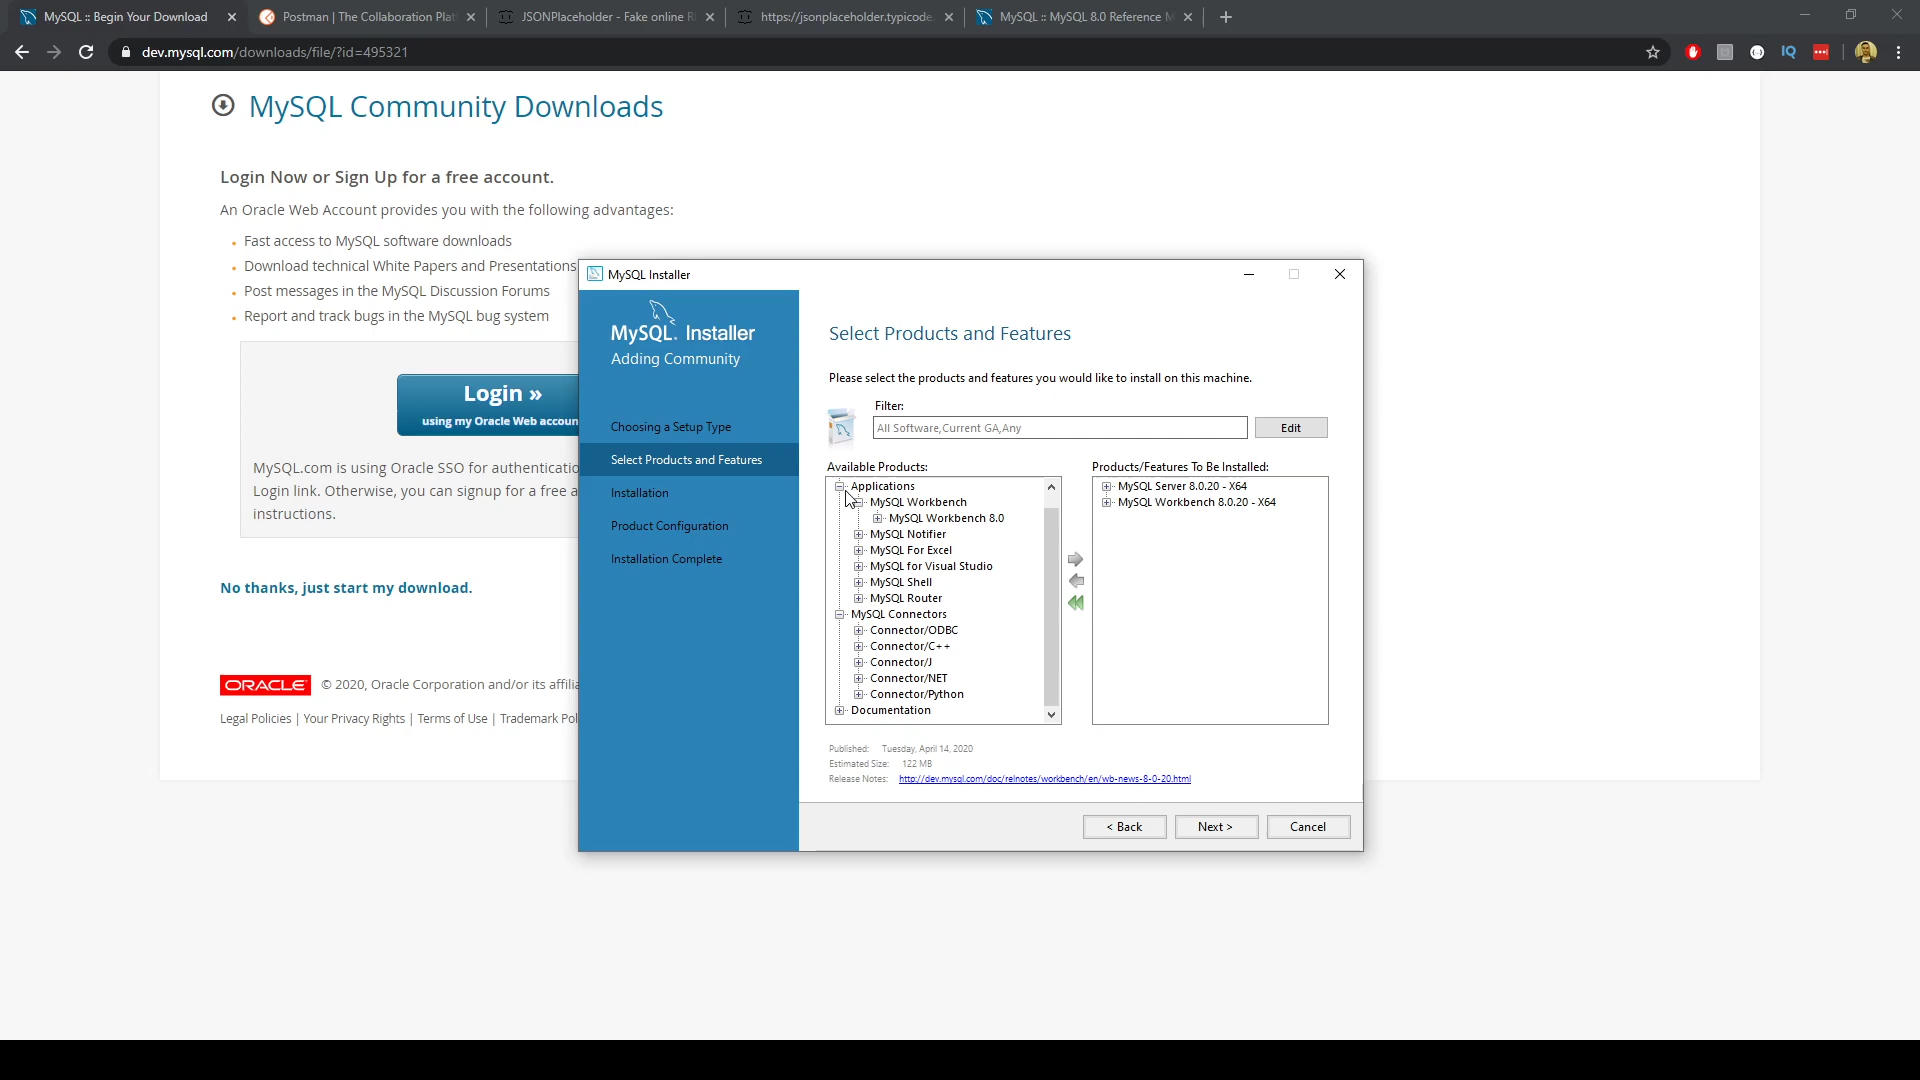 MySQL :: Begin Your Download
Postman | The Collaboration Plat
JSONPlaceholder - Fake online R
https://jsonplaceholder.typicode.
MySQL :: MySQL 8.0 Reference M
dev.mysql.com/downloads/file/?id=495321
IQ
MySQL Community Downloads
Login Now or Sign Up for a free account.
An Oracle Web Account provides you with the following advantages:
Fast access to MySQL software downloads
Download technical White Papers and Presentations
Post messages in the MySQL Discussion Forums
Report and track bugs in the MySQL bug system
Login »
using my Oracle Web accoun
MySQL.com is using Oracle SSO for authenticatio
Login link. Otherwise, you can signup for a free a
instructions.
No thanks, just start my download.
ORACLE © 2020, Oracle Corporation and/or its affilia
Legal Policies | Your Privacy Rights | Terms of Use | Trademark Pol
MySQL Installer
MySQL. Installer
Adding Community
Choosing a Setup Type
Select Products and Features
Installation
Product Configuration
Installation Complete
Select Products and Features
Please select the products and features you would like to install on this machine.
Filter:
All Software,Current GA,Any
Edit
Available Products:
Applications
MySQL Workbench
MySQL Workbench 8.0
MySQL Notifier
MySQL For Excel
MySQL for Visual Studio
MySQL Shell
MySQL Router
MySQL Connectors
Connector/ODBC
Connector/C++
Connector/J
Connector/NET
Connector/Python
Documentation
Products/Features To Be Installed:
MySQL Server 8.0.20 - X64
MySQL Workbench 8.0.20 - X64
Published: Tuesday, April 14, 2020
Estimated Size: 122 MB
Release Notes: http://dev.mysql.com/doc/relnotes/workbench/en/wb-news-8-0-20.html
< Back
Next >
Cancel